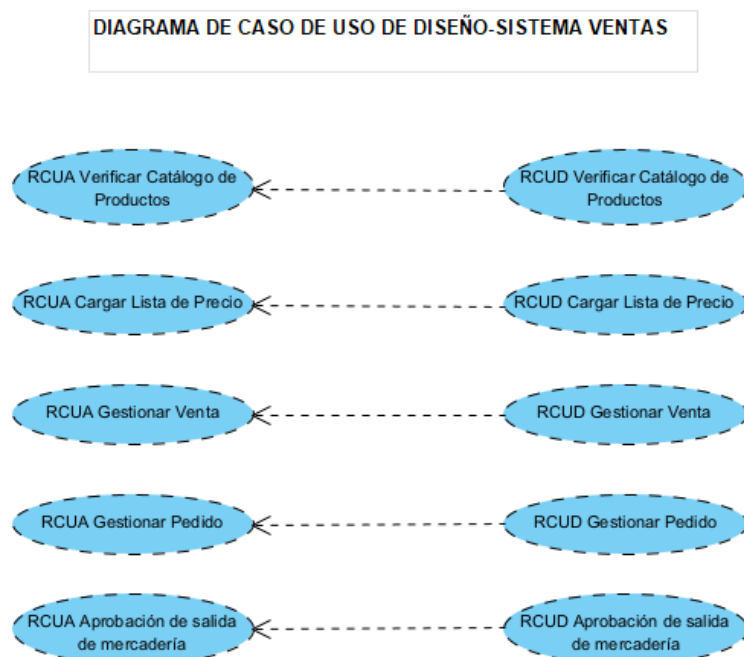 DIAGRAMA DE CASO DE USO DE DISEÑO-SISTEMA VENTAS
RCUA Verificar Catálogo de
Productos
RCUD Verificar Catálogo de
Productos
RCUA Cargar Lista de Precio
RCUD Cargar Lista de Precio
RCUA Gestionar Venta
RCUD Gestionar Venta
RCUA Gestionar Pedido
RCUD Gestionar Pedido
RCUA Aprobación de salida
de mercadería
RCUD Aprobación de salida
de mercadería